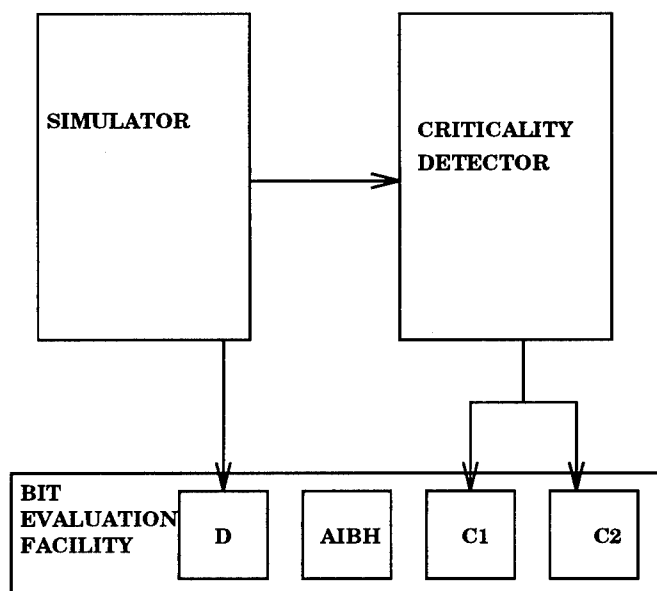 SIMULATOR
CRITICALITY
DETECTOR
BIT
EVALUATION
FACILITY
D
AIBH
C1
C2